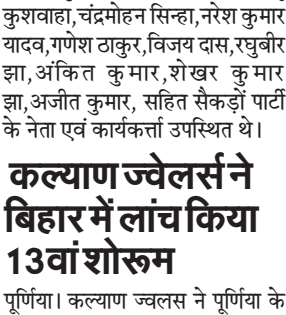 कुशवाहा,चंद्रमोहन सिन्हा,नरेश कुमार
यादव,गणेश ठाकुर,विजय दास,रघुबीर
झा,अंकित कुमार,शेखर कुमार
झा,अजीत कुमार, सहित सैकड़ों पार्टी
के नेता एवं कार्यकर्त्ता उपस्थित थे।
कल्याण ज्वेलर्स ने
बिहार में लांच किया
13वां शोरूम
पूर्णिया। कल्याण ज्वलस ने पूर्णिया के